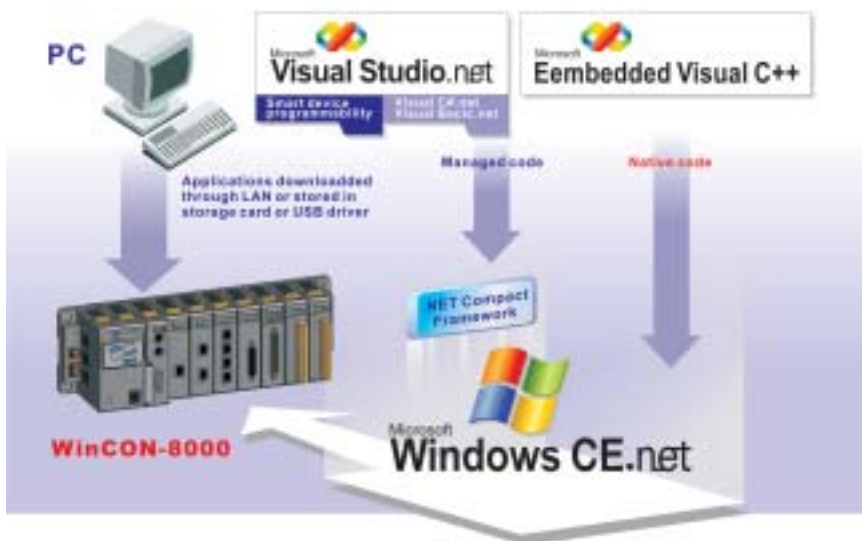 PC
Microsoft
Visual Studio.net
Smart device
programmability
Visual C#.net
Visual Basic.net
Microsoft
Eembedded Visual C++
Managed code
Native code
Applications downloadded
through LAN or stored in
storage card or USB driver
.NET Compact
Framework
WinCON-8000
Microsoft
Windows CE.net